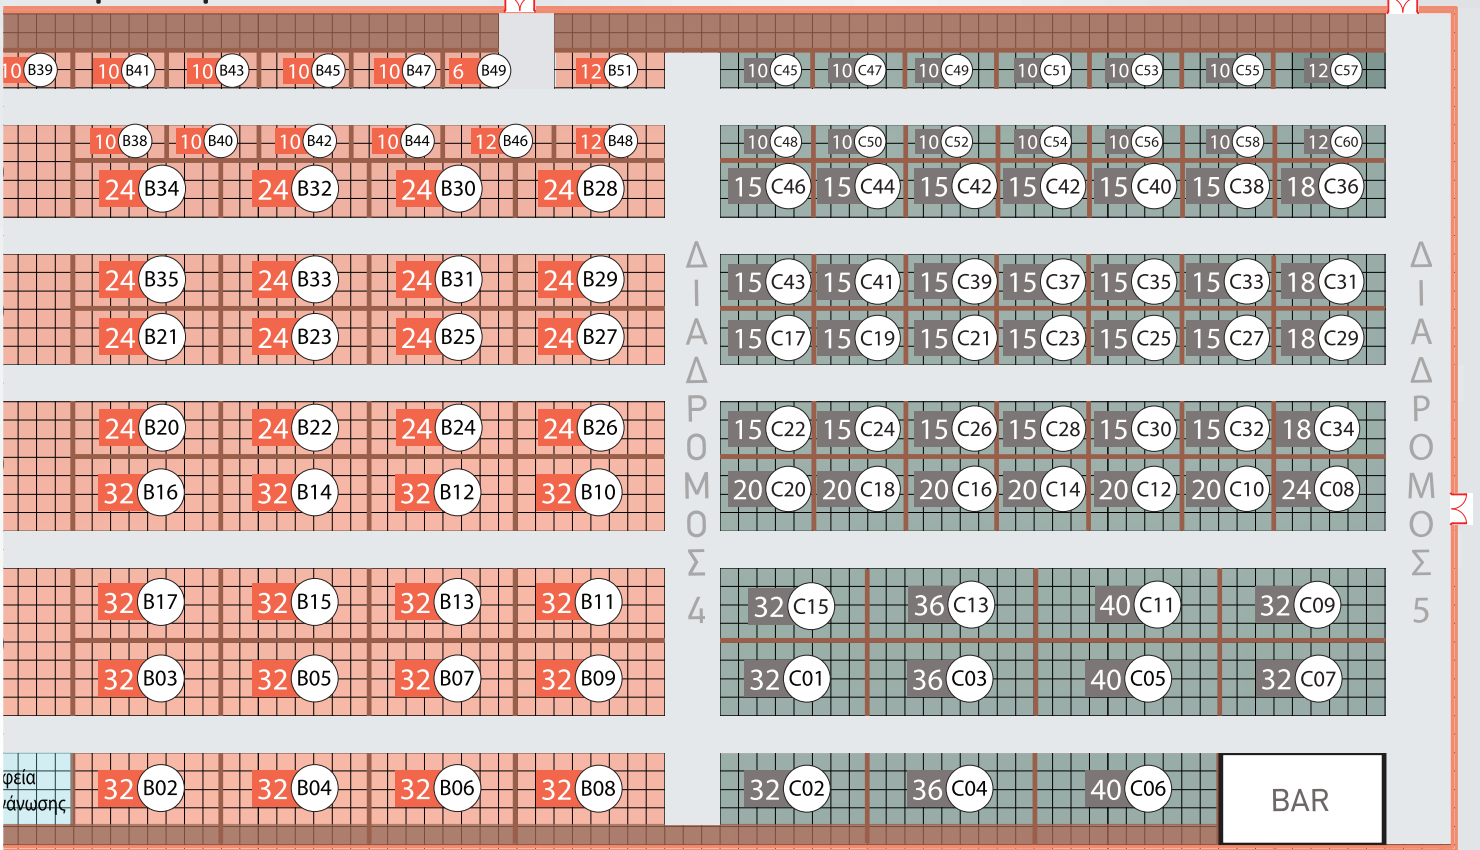 10 B39 10 B41 10 B43 10 B45 10 B47 6 B49 12 B51 10 C45 10 C47 10 C49 10 C51 10 C53 10 C55 12 C57
10 B38 10 B40 10 B42 10 B44 12 B46 12 B48 10 C48 10 C50 10 C52 10 C54 10 C56 10 C58 12 C60
24 B34 24 B32 24 B30 24 B28 15 C46 15 C44 15 C42 15 C42 15 C40 15 C38 18 C36
24 B35 24 B33 24 B31 24 B29 15 C43 15 C41 15 C39 15 C37 15 C35 15 C33 18 C31
24 B21 24 B23 24 B25 24 B27 15 C17 15 C19 15 C21 15 C23 15 C25 15 C27 18 C29
24 B20 24 B22 24 B24 24 B26 15 C22 15 C24 15 C26 15 C28 15 C30 15 C32 18 C34
32 B16 32 B14 32 B12 32 B10 20 C20 20 C18 20 C16 20 C14 20 C12 20 C10 24 C08
32 B17 32 B15 32 B13 32 B11 32 C15 36 C13 40 C11 32 C09
32 B03 32 B05 32 B07 32 B09 32 C01 36 C03 40 C05 32 C07
32 B02 32 B04 32 B06 32 B08 32 C02 36 C04 40 C06 BAR
ΔΙΑΔΡΟΜΟΣ 4
ΔΙΑΔΡΟΜΟΣ 5